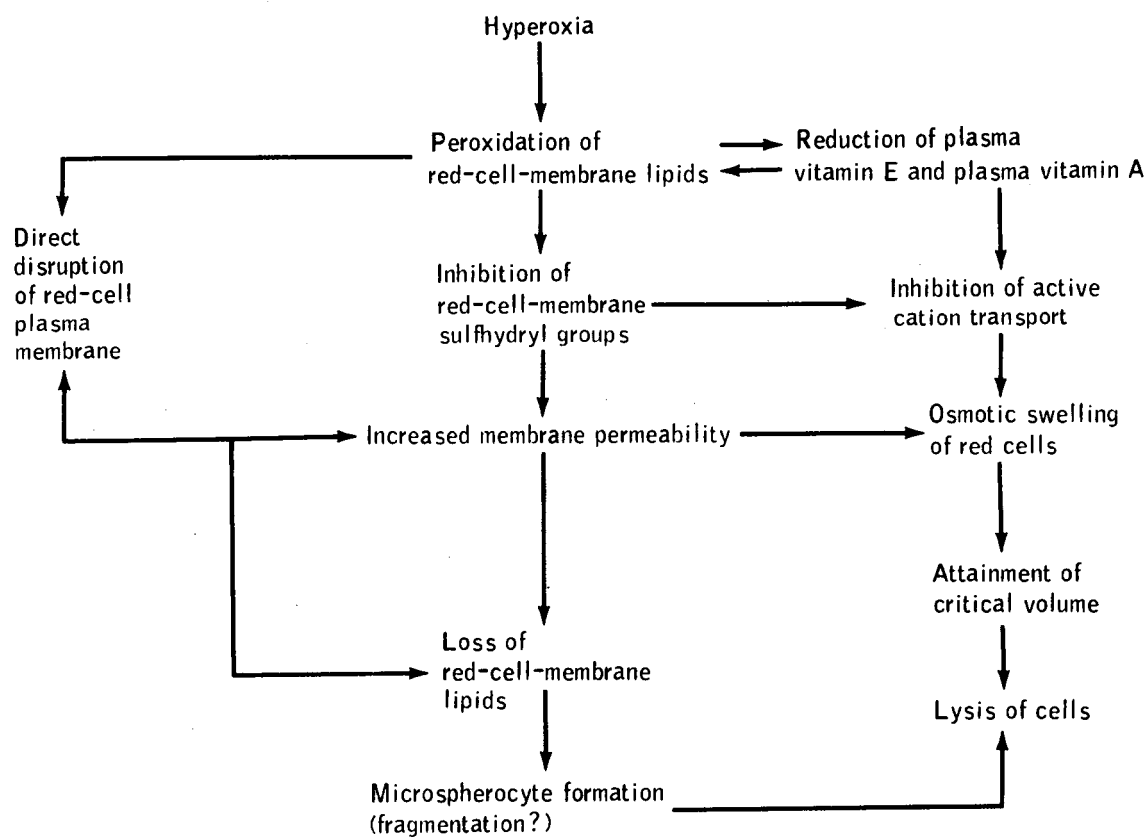 Hyperoxia
Peroxidation of
red-cell-membrane lipids
Reduction of plasma
vitamin E and plasma vitamin A
Direct
disruption
of red-cell
plasma
membrane
Inhibition of
red-cell-membrane
sulfhydryl groups
Inhibition of active
cation transport
Increased membrane permeability
Osmotic swelling
of red cells
Attainment of
critical volume
Loss of
red-cell-membrane
lipids
Lysis of cells
Microspherocyte formation
(fragmentation?)